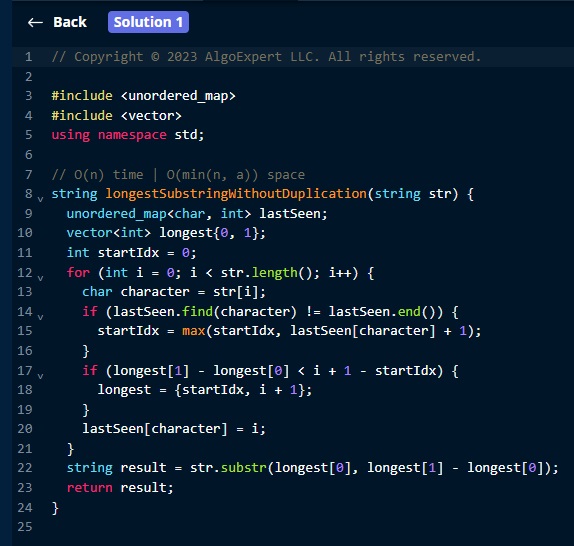 ← Back Solution 1
1 // Copyright © 2023 AlgoExpert LLC. All rights reserved.
2
3 #include <unordered_map>
4 #include <vector>
5 using namespace std;
6
7 // O(n) time | O(min(n, a)) space
8 string longestSubstringWithoutDuplication(string str) {
9   unordered_map<char, int> lastSeen;
10   vector<int> longest{0, 1};
11   int startIdx = 0;
12   for (int i = 0; i < str.length(); i++) {
13     char character = str[i];
14     if (lastSeen.find(character) != lastSeen.end()) {
15       startIdx = max(startIdx, lastSeen[character] + 1);
16     }
17     if (longest[1] - longest[0] < i + 1 - startIdx) {
18       longest = {startIdx, i + 1};
19     }
20     lastSeen[character] = i;
21   }
22   string result = str.substr(longest[0], longest[1] - longest[0]);
23   return result;
24 }
25